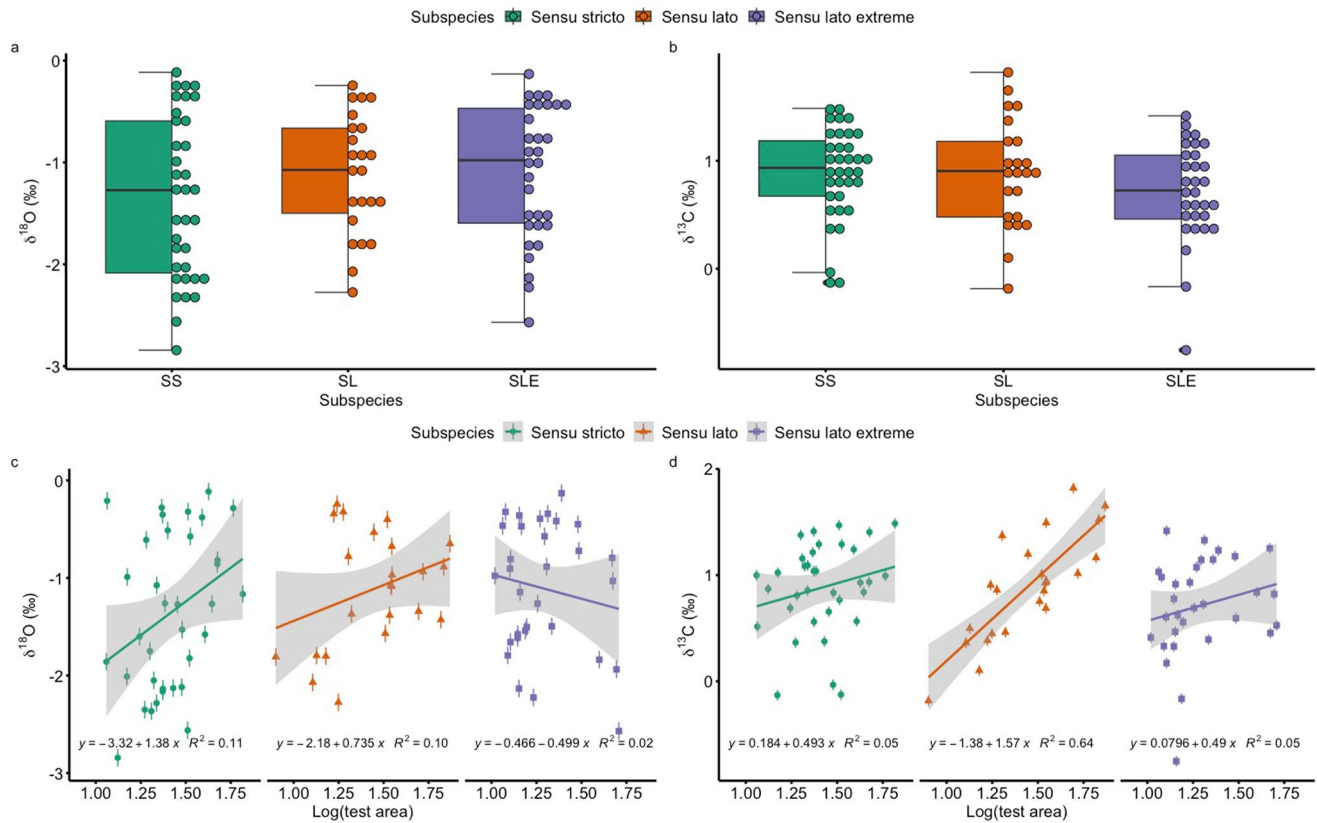 Subspecies Sensu stricto Sensu lato Sensu lato extreme
a
b
0
-1
-2
-3
δ¹⁸O (‰)
SS SL SLE
Subspecies
1
0
δ¹³C (‰)
SS SL SLE
Subspecies
Subspecies Sensu stricto Sensu lato Sensu lato extreme
c
d
0
-1
-2
-3
δ¹⁸O (‰)
y = −3.32 + 1.38 x R² = 0.11
y = −2.18 + 0.735 x R² = 0.10
y = −0.466 − 0.499 x R² = 0.02
1.00 1.25 1.50 1.75 1.00 1.25 1.50 1.75 1.00 1.25 1.50 1.75
Log(test area)
2
1
0
δ¹³C (‰)
y = 0.184 + 0.493 x R² = 0.05
y = −1.38 + 1.57 x R² = 0.64
y = 0.0796 + 0.49 x R² = 0.05
1.00 1.25 1.50 1.75 1.00 1.25 1.50 1.75 1.00 1.25 1.50 1.75
Log(test area)